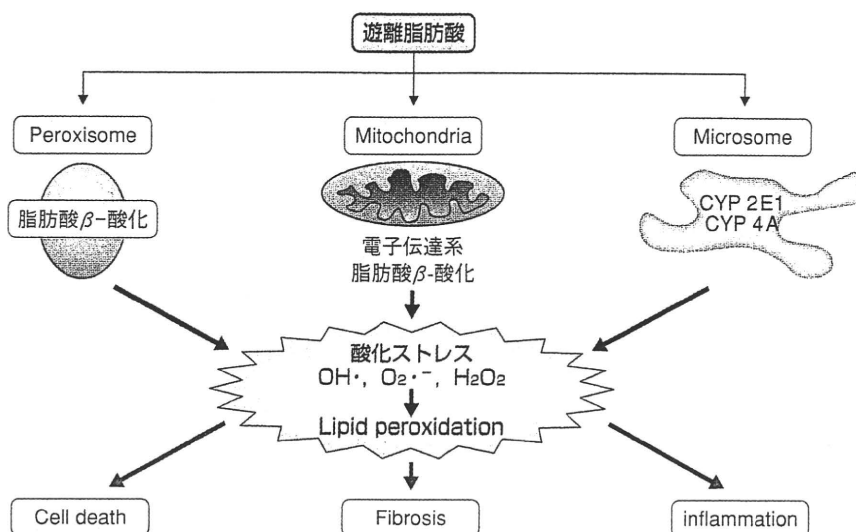 遊離脂肪酸
Peroxisome
Mitochondria
Microsome
脂肪酸β-酸化
CYP 2E1
CYP 4A
電子伝達系
脂肪酸β-酸化
酸化ストレス
OH・, O₂・⁻, H₂O₂
Lipid peroxidation
Cell death
Fibrosis
inflammation